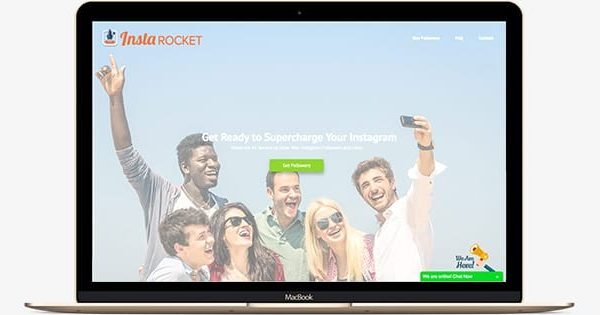 Insta ROCKET
Buy Followers
FAQ
Contact
Get Ready to Supercharge Your Instagram
Get Followers
We Are
Here!
We are online! Chat Now!
MacBook